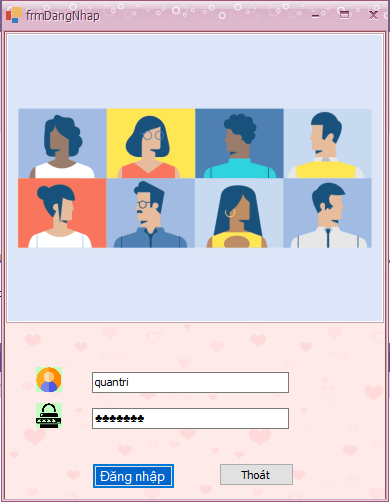 frmDangNhap
quantri
♣♣♣♣♣♣♣
Đăng nhập
Thoát